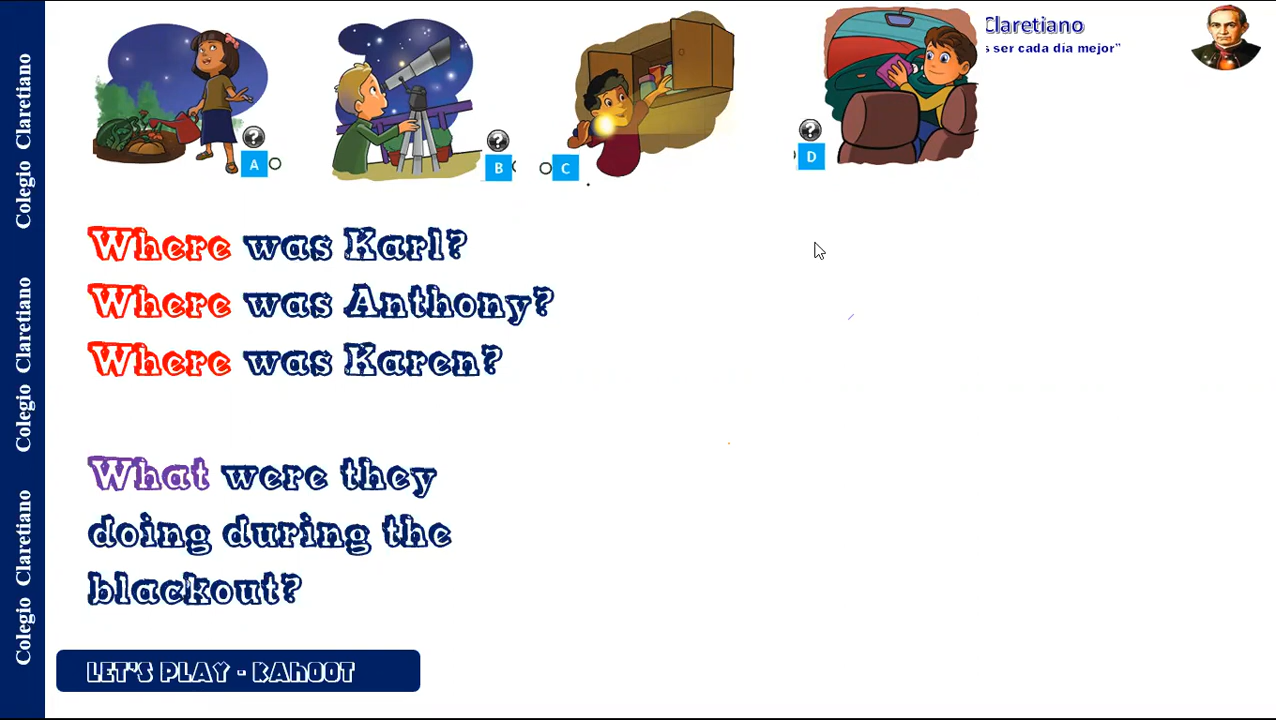 Claretiano
s ser cada día mejor"
A
B
C
D
Where was Karl?
Where was Anthony?
Where was Karen?
What were they
doing during the
blackout?
LET'S PLAY - KAHOOT
Colegio Claretiano
Colegio Claretiano
Colegio Claretiano